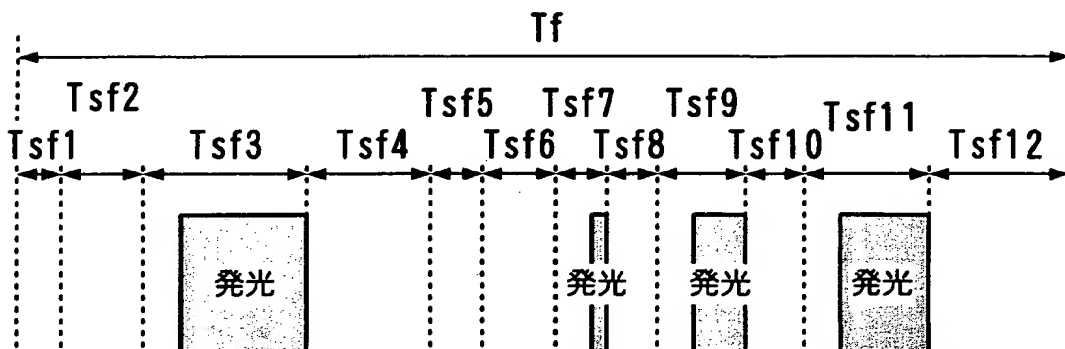 Tf
Tsf2
Tsf5
Tsf7
Tsf9
Tsf11
Tsf1
Tsf3
Tsf4
Tsf6
Tsf8
Tsf10
Tsf12
発光
発光
発光
発光